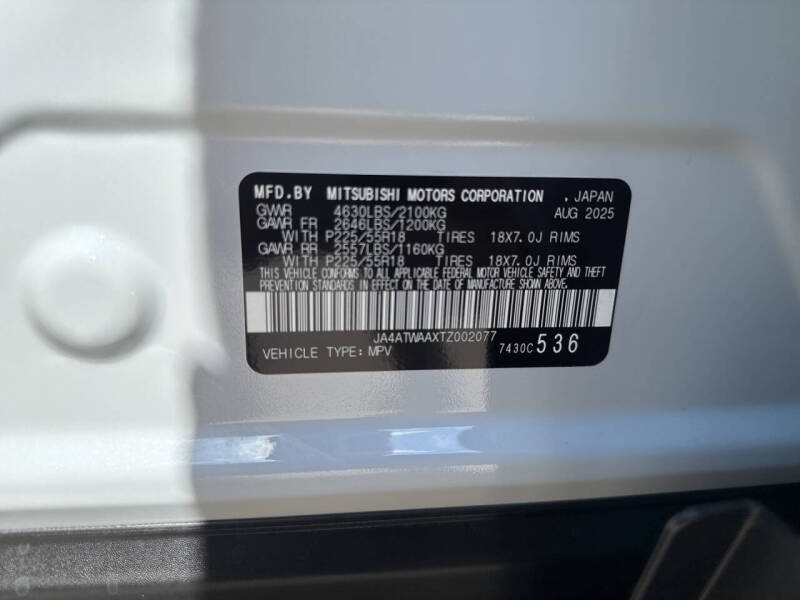 MFD.BY MITSUBISHI MOTORS CORPORATION , JAPAN
GVWR 4630LBS/2100KG AUG 2025
GAWR FR 2646LBS/1200KG
WITH P225/55R18 TIRES 18X7.0J RIMS
GAWR RR 2557LBS/1160KG
WITH P225/55R18 TIRES 18X7.0J RIMS
THIS VEHICLE CONFORMS TO ALL APPLICABLE FEDERAL MOTOR VEHICLE SAFETY AND THEFT
PREVENTION STANDARDS IN EFFECT ON THE DATE OF MANUFACTURE SHOWN ABOVE.
JA4ATWAAXTZ002077
VEHICLE TYPE: MPV 7430C 536